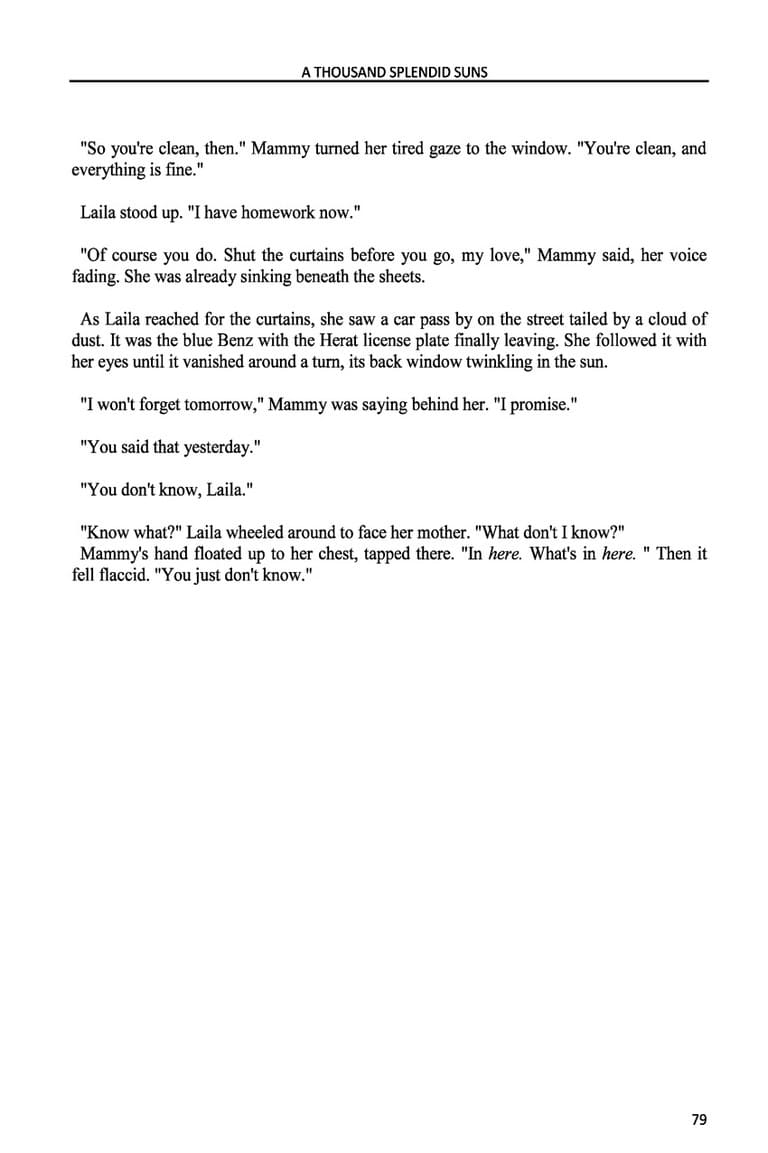 A THOUSAND SPLENDID SUNS
"So you're clean, then." Mammy turned her tired gaze to the window. "You're clean, and
everything is fine."
Laila stood up. "I have homework now."
"Of course you do. Shut the curtains before you go, my love," Mammy said, her voice
fading. She was already sinking beneath the sheets.
As Laila reached for the curtains, she saw a car pass by on the street tailed by a cloud of
dust. It was the blue Benz with the Herat license plate finally leaving. She followed it with
her eyes until it vanished around a turn, its back window twinkling in the sun.
"I won't forget tomorrow," Mammy was saying behind her. "I promise."
"You said that yesterday."
"You don't know, Laila."
"Know what?" Laila wheeled around to face her mother. "What don't I know?"
Mammy's hand floated up to her chest, tapped there. "In here. What's in here. " Then it
fell flaccid. "You just don't know."
79